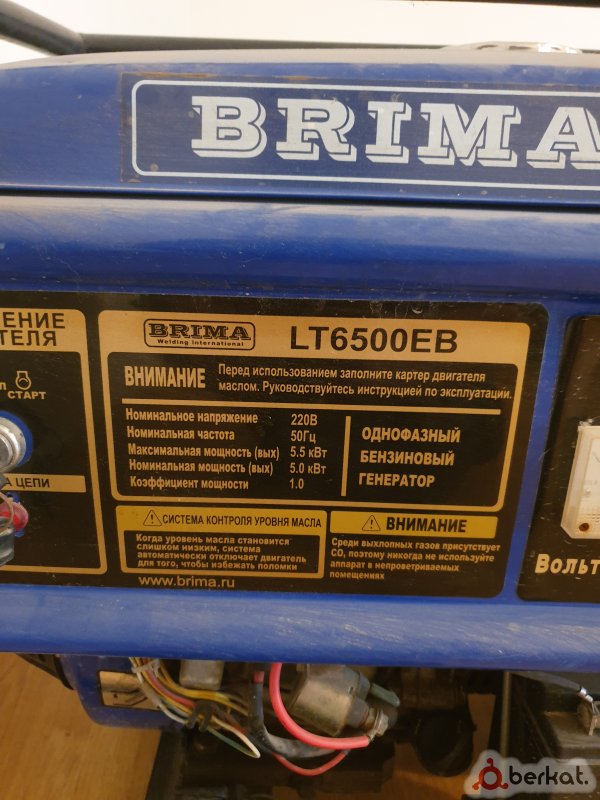 BRIMA
ЕНИЕ
АТЕЛЯ
СТАРТ
ЦЕПИ
BRIMA
Welding International
LT6500EB
ВНИМАНИЕ
Перед использованием заполните картер двигателя
маслом. Руководствуйтесь инструкцией по эксплуатации.
Номинальное напряжение 220В
Номинальная частота 50Гц
Максимальная мощность (вых) 5.5 кВт
Номинальная мощность (вых) 5.0 кВт
Коэффициент мощности 1.0
ОДНОФАЗНЫЙ
БЕНЗИНОВЫЙ
ГЕНЕРАТОР
СИСТЕМА КОНТРОЛЯ УРОВНЯ МАСЛА
Когда уровень масла становится
слишком низким, система
автоматически отключает двигатель
для того, чтобы избежать поломки
ВНИМАНИЕ
Среди выхлопных газов присутствует
СО, поэтому никогда не используйте
аппарат в непроветриваемых
помещениях
www.brima.ru
Вольт
berkat.